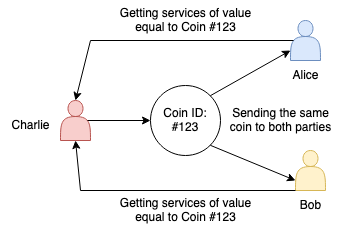 Getting services of value
equal to Coin #123
Alice
Charlie
Coin ID:
#123
Sending the same
coin to both parties
Bob
Getting services of value
equal to Coin #123